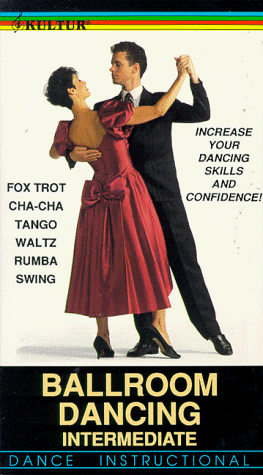 KULTUR®
INCREASE
YOUR
DANCING
SKILLS
AND
CONFIDENCE!
FOX TROT
CHA-CHA
TANGO
WALTZ
RUMBA
SWING
BALLROOM
DANCING
INTERMEDIATE
DANCE INSTRUCTIONAL